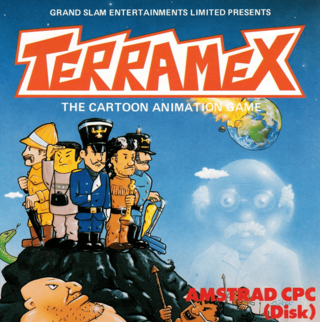 GRAND SLAM ENTERTAINMENTS LIMITED PRESENTS
TERRAMEX
THE CARTOON ANIMATION GAME
AMSTRAD CPC
(Disk)